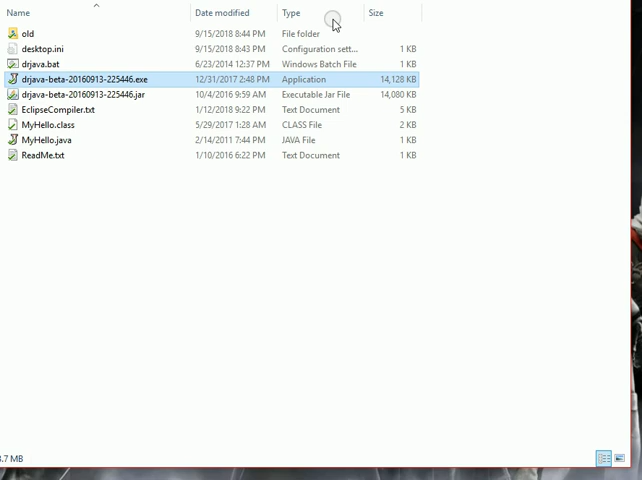 Name Date modified Type Size
old 9/15/2018 8:44 PM File folder
desktop.ini 9/15/2018 8:43 PM Configuration sett... 1 KB
drjava.bat 6/23/2014 12:37 PM Windows Batch File 1 KB
drjava-beta-20160913-225446.exe 12/31/2017 2:48 PM Application 14,128 KB
drjava-beta-20160913-225446.jar 10/4/2016 9:59 AM Executable Jar File 14,080 KB
EclipseCompiler.txt 1/12/2018 9:22 PM Text Document 5 KB
MyHello.class 5/29/2017 1:28 AM CLASS File 2 KB
MyHello.java 2/14/2011 7:44 PM JAVA File 1 KB
ReadMe.txt 1/10/2016 6:22 PM Text Document 1 KB
8.7 MB